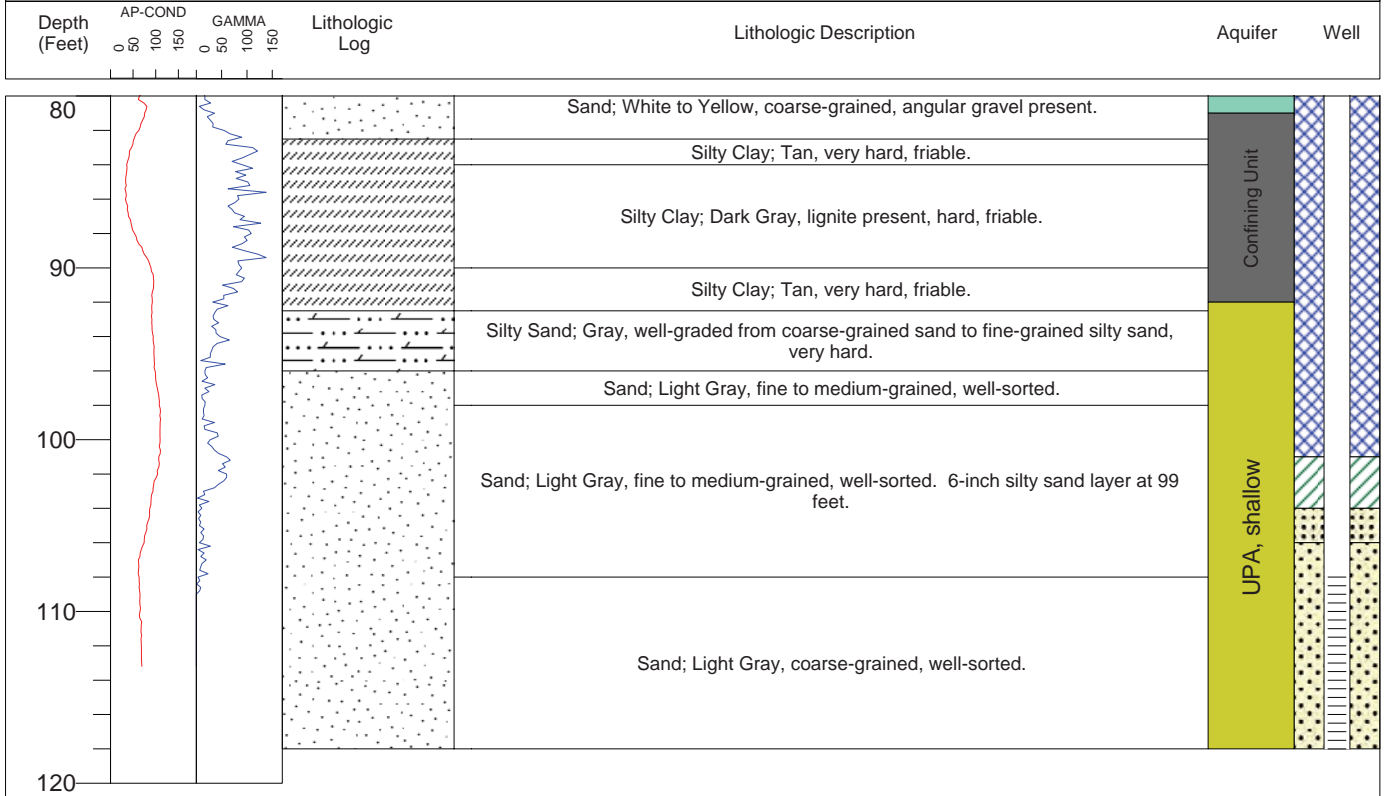 Depth
(Feet)
AP-COND
0 50 100 150
GAMMA
0 50 100 150
Lithologic
Log
Lithologic Description
Aquifer
Well
80
Sand; White to Yellow, coarse-grained, angular gravel present.
Silty Clay; Tan, very hard, friable.
Silty Clay; Dark Gray, lignite present, hard, friable.
Confining Unit
90
Silty Clay; Tan, very hard, friable.
Silty Sand; Gray, well-graded from coarse-grained sand to fine-grained silty sand,
very hard.
Sand; Light Gray, fine to medium-grained, well-sorted.
100
Sand; Light Gray, fine to medium-grained, well-sorted. 6-inch silty sand layer at 99
feet.
UPA, shallow
110
Sand; Light Gray, coarse-grained, well-sorted.
120